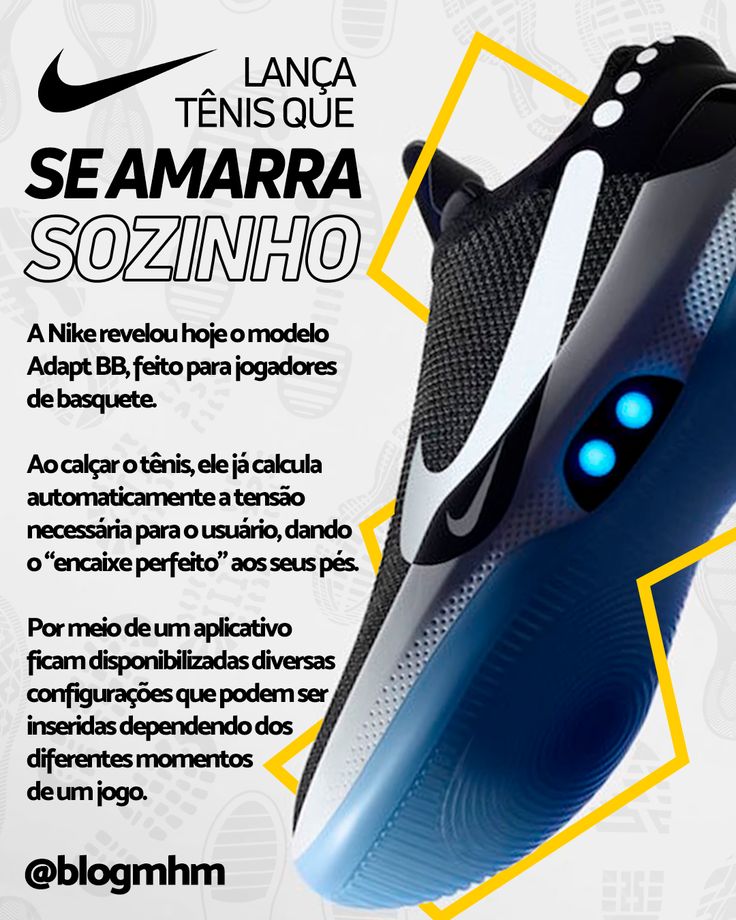 LANÇA
TÊNIS QUE
SE AMARRA
SOZINHO
A Nike revelou hoje o modelo
Adapt BB, feito para jogadores
de basquete.
Ao calçar o tênis, ele já calcula
automaticamente a tensão
necessária para o usuário, dando
o “encaixe perfeito” aos seus pés.
Por meio de um aplicativo
ficam disponibilizadas diversas
configurações que podem ser
inseridas dependendo dos
diferentes momentos
de um jogo.
@blogmhm